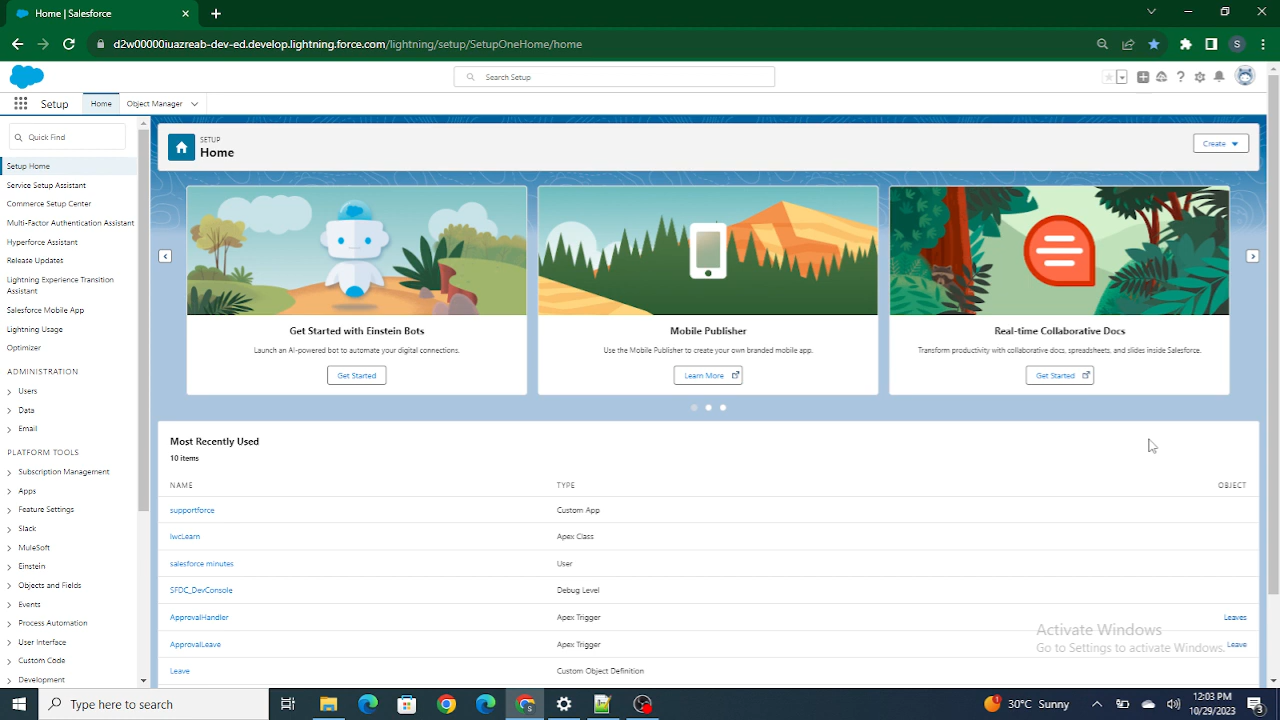 Home | Salesforce
d2w0000iuazreab-dev-ed.develop.lightning.force.com/lightning/setup/SetupOneHome/home
S
Search Setup
Setup
Home
Object Manager
Quick Find
Setup Home
Service Setup Assistant
Commerce Setup Center
Multi-Factor Authentication Assistant
Hyperforce Assistant
Release Updates
Lightning Experience Transition
Assistant
Salesforce Mobile App
Lightning Usage
Optimizer
ADMINISTRATION
Users
Data
Email
PLATFORM TOOLS
Subscription Management
Apps
Feature Settings
Slack
MuleSoft
Einstein
Objects and Fields
Events
Process Automation
User Interface
Custom Code
Development
SETUP
Home
Create
Get Started with Einstein Bots
Launch an AI-powered bot to automate your digital connections.
Get Started
Mobile Publisher
Use the Mobile Publisher to create your own branded mobile app.
Learn More
Real-time Collaborative Docs
Transform productivity with collaborative docs, spreadsheets, and slides inside Salesforce.
Get Started
Most Recently Used
10 items
NAME TYPE OBJECT
supportforce Custom App
lwcLearn Apex Class
salesforce minutes User
SFDC_DevConsole Debug Level
ApprovalHandler Apex Trigger Leaves
ApprovalLeave Apex Trigger Leave
Leave Custom Object Definition
Activate Windows
Go to Settings to activate Windows.
Type here to search
1
30°C Sunny
12:03 PM
10/29/2023
3